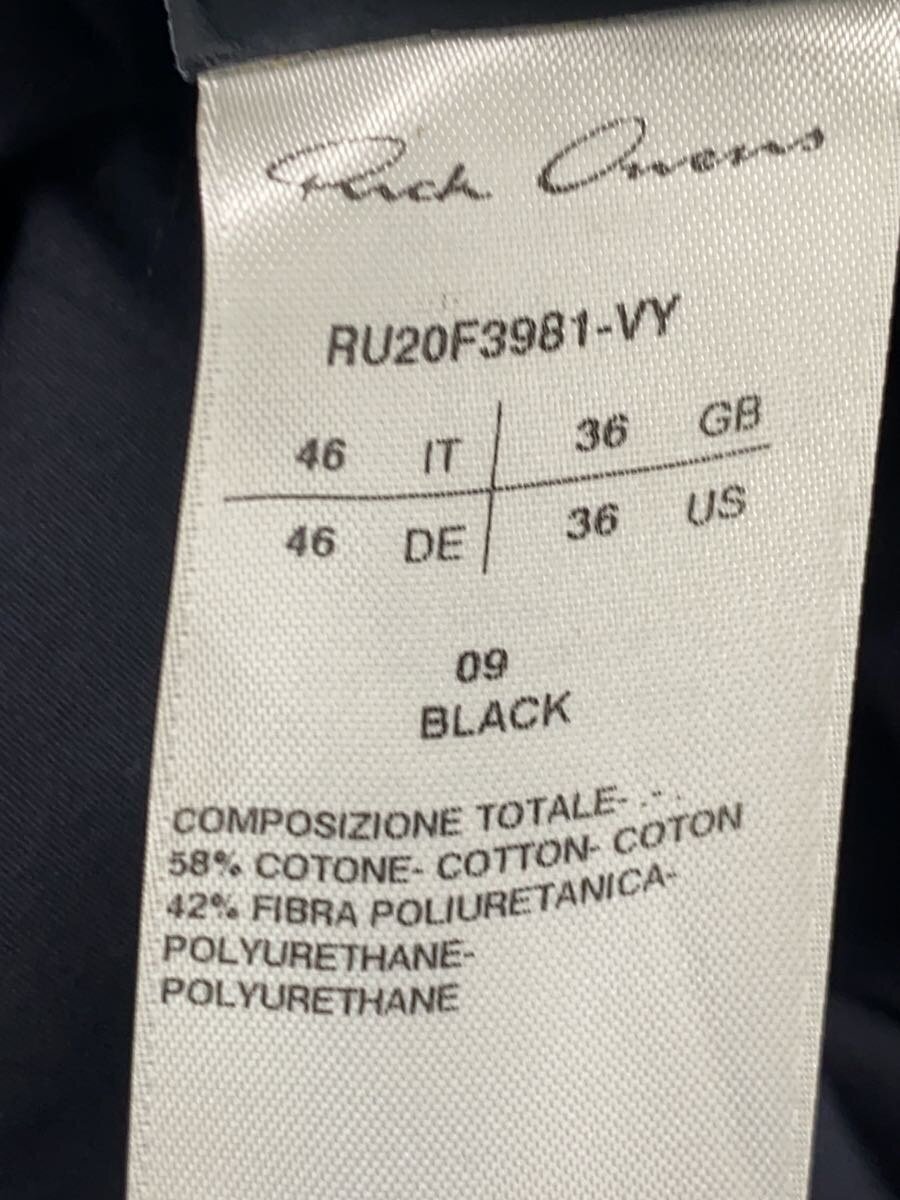 Rick Owens
RU20F3981-VY
46 IT 36 GB
46 DE 36 US
09
BLACK
COMPOSIZIONE TOTALE- .-.
58% COTONE- COTTON- COTON
42% FIBRA POLIURETANICA-
POLYURETHANE-
POLYURETHANE